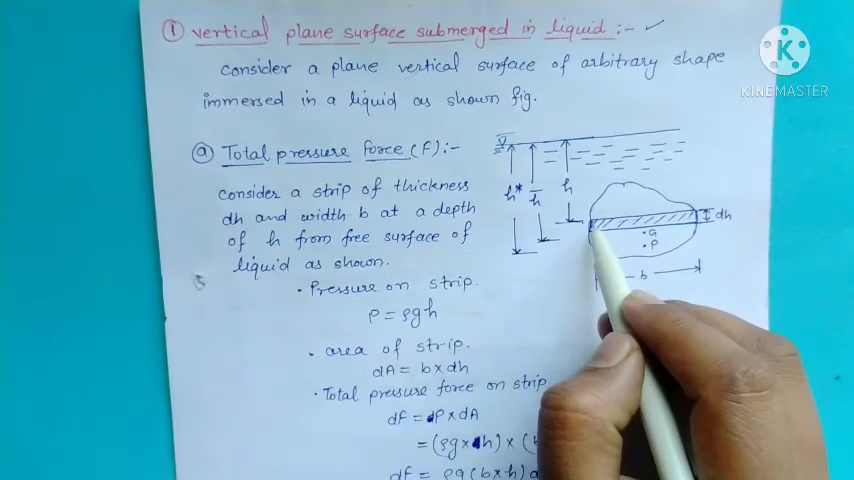 ① vertical plane surface submerged in liquid :- ✓
Consider a plane vertical surface of arbitrary shape
immersed in a liquid as shown fig.
K
KINEMASTER
ⓐ Total pressure force (F) :-
Consider a strip of thickness
dh and width b at a depth
of h from free surface of
liquid as shown.
• Pressure on strip.
P = ρgh
• area of strip.
dA = b×dh
• Total pressure force on strip
dF = dP × dA
= (ρg×h) × (
dF = ρg(b×h)
h* h̄ h
dh
G
P
b